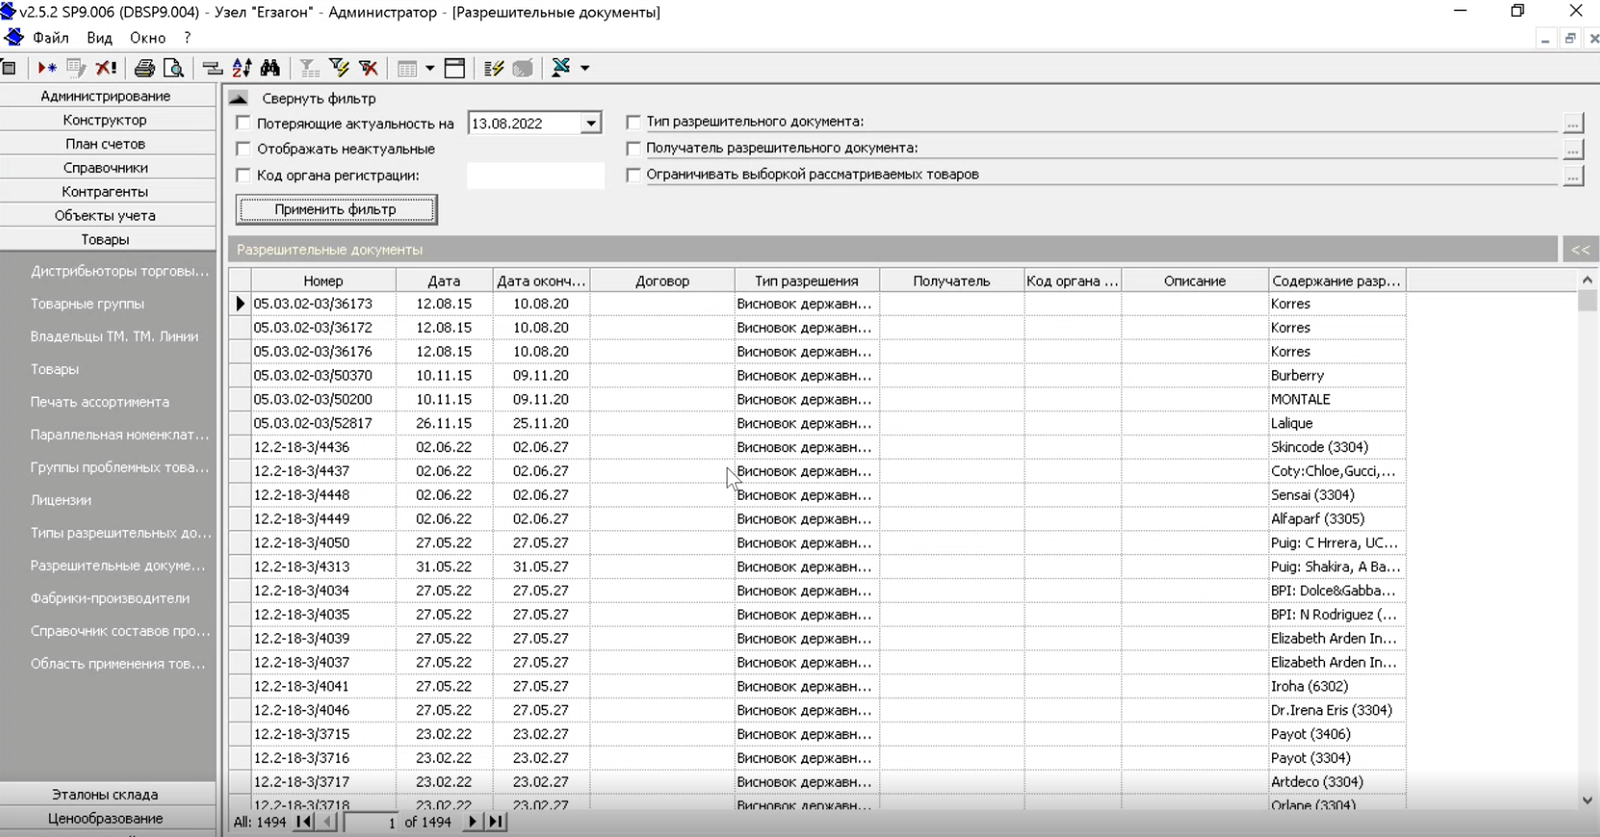 v2.5.2 SP9.006 (DBSP9.004) - Узел "Егзагон" - Администратор - [Разрешительные документы]
Файл Вид Окно ?
Администрирование
Конструктор
План счетов
Справочники
Контрагенты
Объекты учета
Товары
Дистрибьюторы торговы...
Товарные группы
Владельцы ТМ. ТМ. Линии
Товары
Печать ассортимента
Параллельная номенклат...
Группы проблемных това...
Лицензии
Типы разрешительных до...
Разрешительные докуме...
Фабрики-производители
Справочник составов про...
Область применения тов...
Эталоны склада
Ценообразование
Свернуть фильтр
Потеряющие актуальность на 13.08.2022
Отображать неактуальные
Код органа регистрации:
Применить фильтр
Тип разрешительного документа: ...
Получатель разрешительного документа: ...
Ограничивать выборкой рассматриваемых товаров ...
Разрешительные документы <<
Номер Дата Дата оконч... Договор Тип разрешения Получатель Код органа ... Описание Содержание разр...
05.03.02-03/36173 12.08.15 10.08.20 Висновок державн... Korres
05.03.02-03/36172 12.08.15 10.08.20 Висновок державн... Korres
05.03.02-03/36176 12.08.15 10.08.20 Висновок державн... Korres
05.03.02-03/50370 10.11.15 09.11.20 Висновок державн... Burberry
05.03.02-03/50200 10.11.15 09.11.20 Висновок державн... MONTALE
05.03.02-03/52817 26.11.15 25.11.20 Висновок державн... Lalique
12.2-18-3/4436 02.06.22 02.06.27 Висновок державн... Skincode (3304)
12.2-18-3/4437 02.06.22 02.06.27 Висновок державн... Coty:Chloe,Gucci,...
12.2-18-3/4448 02.06.22 02.06.27 Висновок державн... Sensai (3304)
12.2-18-3/4449 02.06.22 02.06.27 Висновок державн... Alfaparf (3305)
12.2-18-3/4050 27.05.22 27.05.27 Висновок державн... Puig: C Hrrera, UC...
12.2-18-3/4313 31.05.22 31.05.27 Висновок державн... Puig: Shakira, A Ba...
12.2-18-3/4034 27.05.22 27.05.27 Висновок державн... BPI: Dolce&Gabba...
12.2-18-3/4035 27.05.22 27.05.27 Висновок державн... BPI: N Rodriguez (...
12.2-18-3/4039 27.05.22 27.05.27 Висновок державн... Elizabeth Arden In...
12.2-18-3/4037 27.05.22 27.05.27 Висновок державн... Elizabeth Arden In...
12.2-18-3/4041 27.05.22 27.05.27 Висновок державн... Iroha (6302)
12.2-18-3/4046 27.05.22 27.05.27 Висновок державн... Dr.Irena Eris (3304)
12.2-18-3/3715 23.02.22 23.02.27 Висновок державн... Payot (3406)
12.2-18-3/3716 23.02.22 23.02.27 Висновок державн... Payot (3304)
12.2-18-3/3717 23.02.22 23.02.27 Висновок державн... Artdeco (3304)
12.2-18-3/3718 23.02.22 23.02.27 Висновок державн... Orlane (3304)
All: 1494 1 of 1494